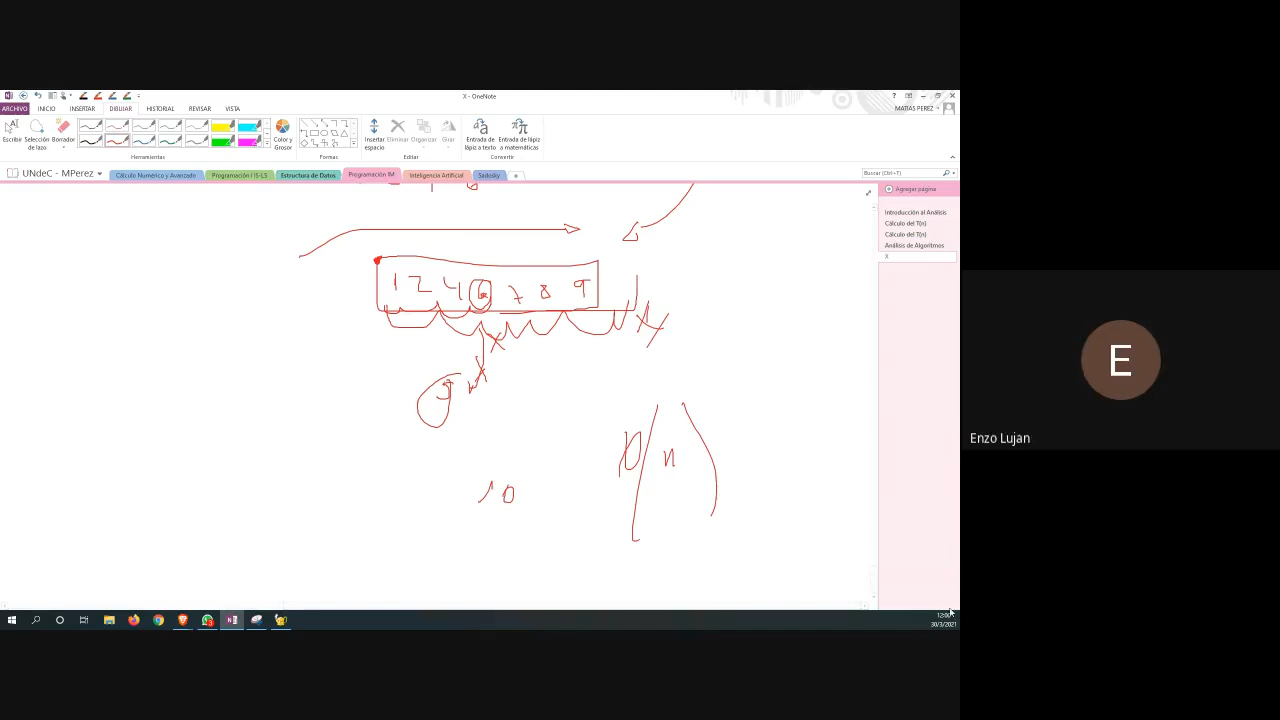 X - OneNote
ARCHIVO INICIO INSERTAR DIBUJAR HISTORIAL REVISAR VISTA MATIAS PEREZ
Escribir Selección de lazo Borrador Color y Grosor Insertar espacio Eliminar Organizar Girar Entrada de lápiz a texto Entrada de lápiz a matemáticas
Herramientas Formas Editar Convertir
UNdeC - MPerez Cálculo Numérico y Avanzado Programación I IS-LS Estructura de Datos Programación IM Inteligencia Artificial Sadosky Buscar (Ctrl+T)
Agregar página
Introducción al Análisis
Cálculo del T(n)
Cálculo del T(n)
Análisis de Algoritmos
X
1 2 4 6 7 8 9
O(n)
10
E
Enzo Lujan
12:00
30/3/2021